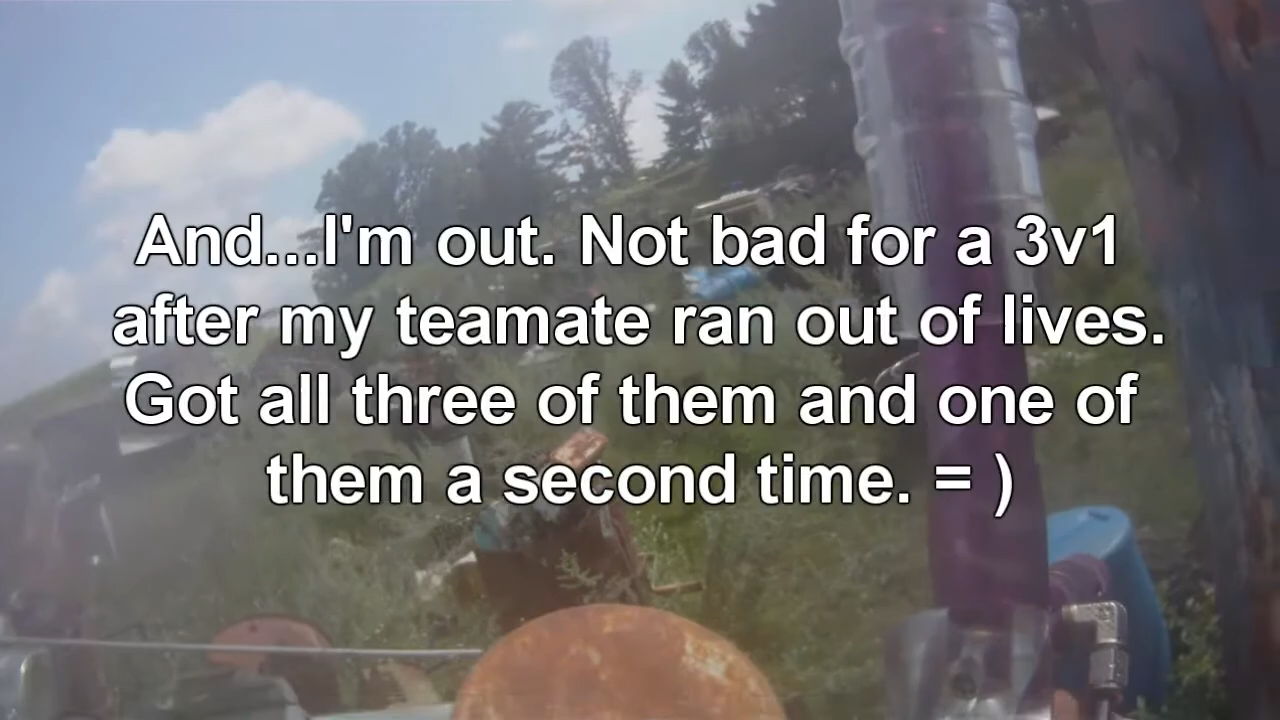 And...I'm out. Not bad for a 3v1
after my teamate ran out of lives.
Got all three of them and one of
them a second time. = )